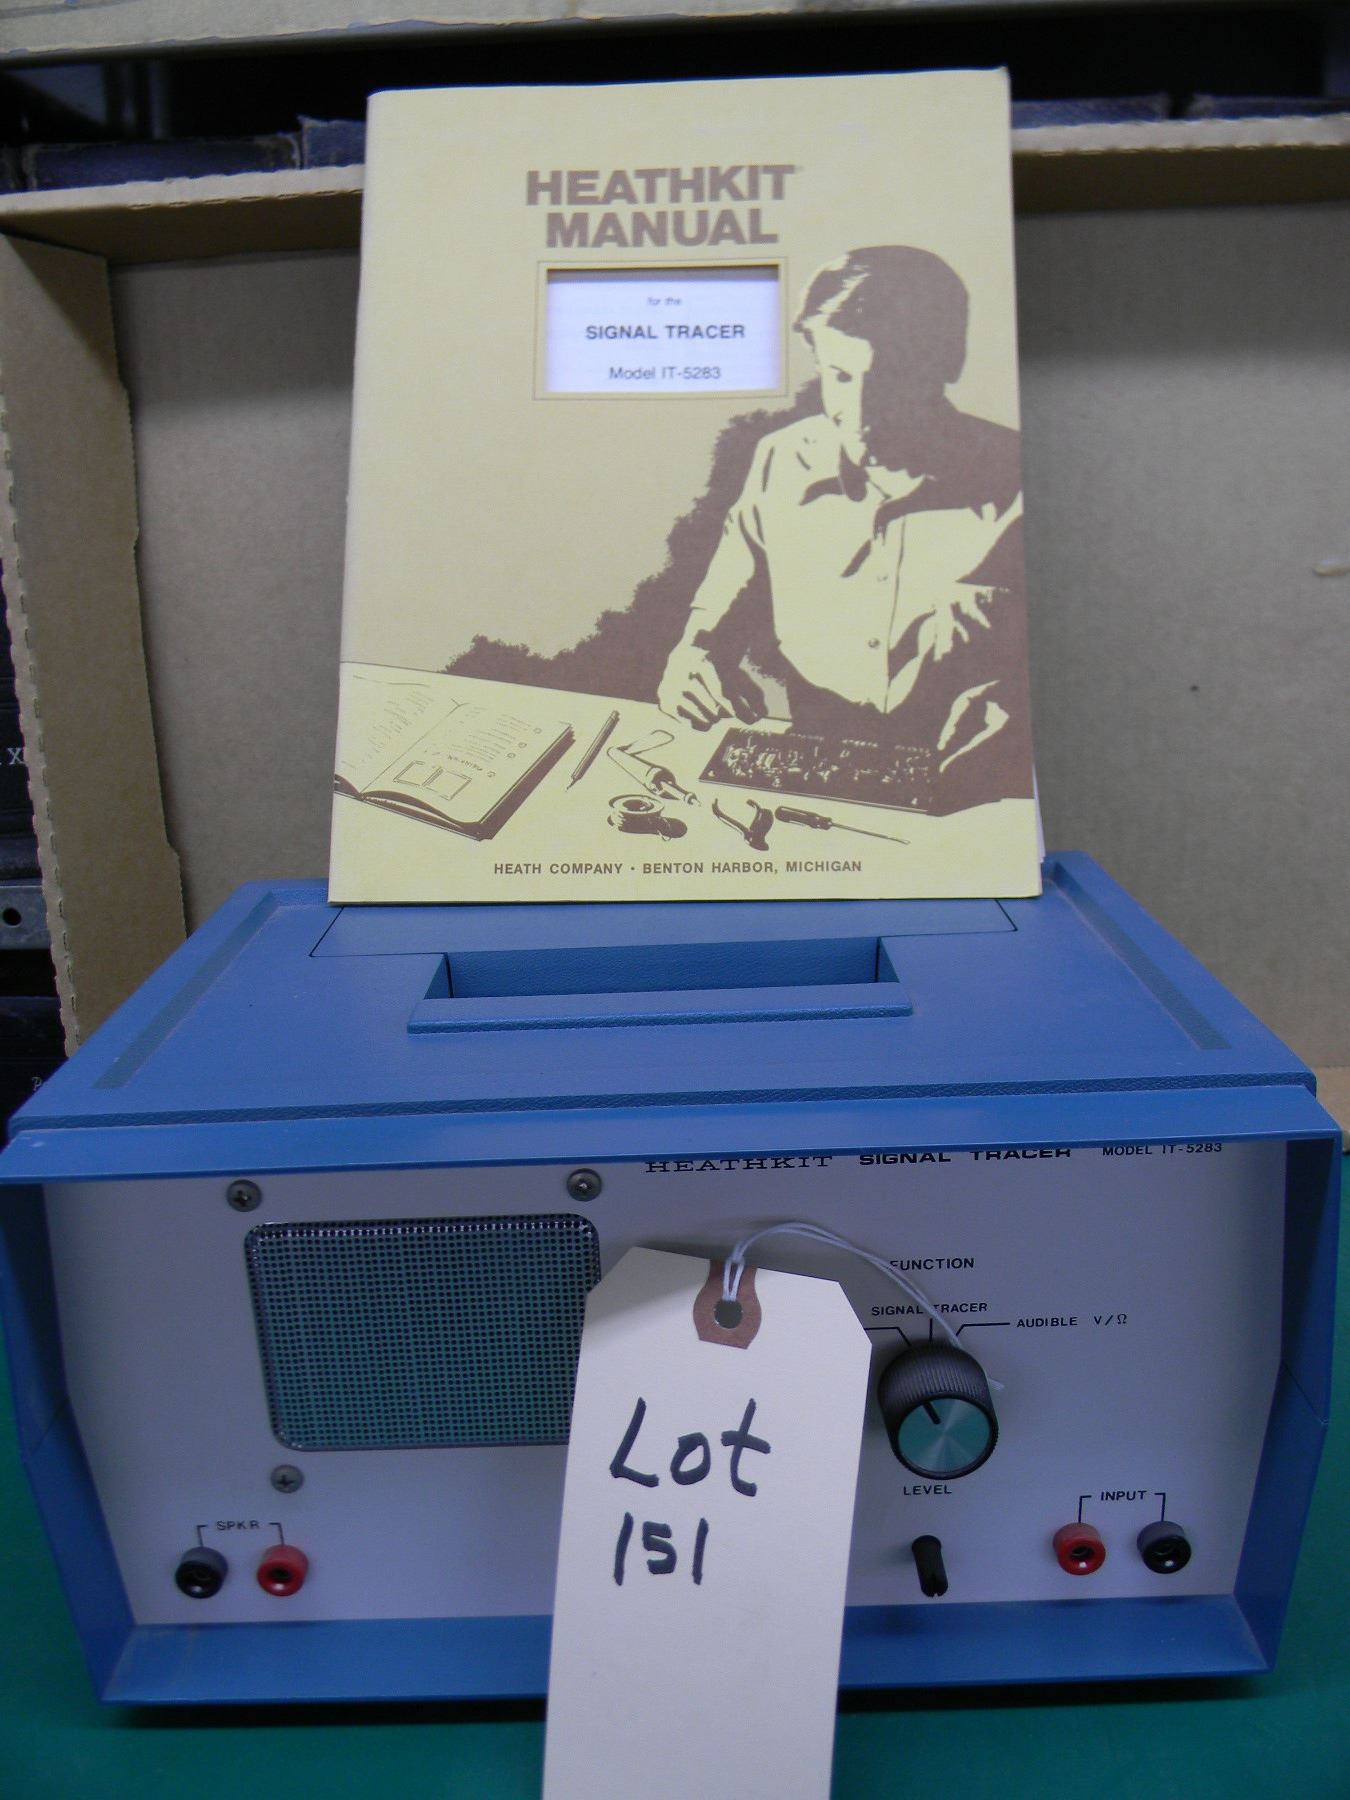 HEATHKIT
MANUAL
for the
SIGNAL TRACER
Model IT-5283
HEATH COMPANY • BENTON HARBOR, MICHIGAN
HEATHKIT SIGNAL TRACER MODEL IT-5283
FUNCTION
SIGNAL TRACER
AUDIBLE V/Ω
LEVEL
INPUT
SPKR
Lot
151